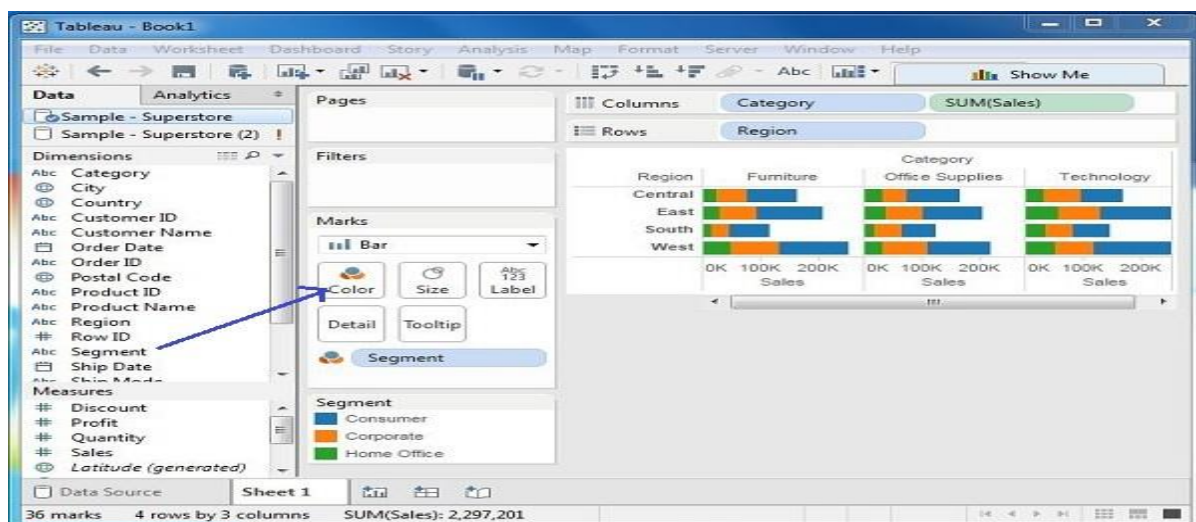 Tableau - Book1
File Data Worksheet Dashboard Story Analysis Map Format Server Window Help
Abc
Show Me
Data Analytics
Sample - Superstore
Sample - Superstore (2) !
Dimensions
Abc Category
City
Country
Abc Customer ID
Abc Customer Name
Order Date
Abc Order ID
Postal Code
Abc Product ID
Abc Product Name
Abc Region
# Row ID
Abc Segment
Ship Date
Abc Ship Mode
Measures
# Discount
# Profit
# Quantity
# Sales
Latitude (generated)
Pages
Filters
Marks
Bar
Color Size Abc 123 Label
Detail Tooltip
Segment
Segment
Consumer
Corporate
Home Office
Columns Category SUM(Sales)
Rows Region
Category
Region Furniture Office Supplies Technology
Central
East
South
West
0K 100K 200K 0K 100K 200K 0K 100K 200K
Sales Sales Sales
Data Source Sheet 1
36 marks 4 rows by 3 columns SUM(Sales): 2,297,201